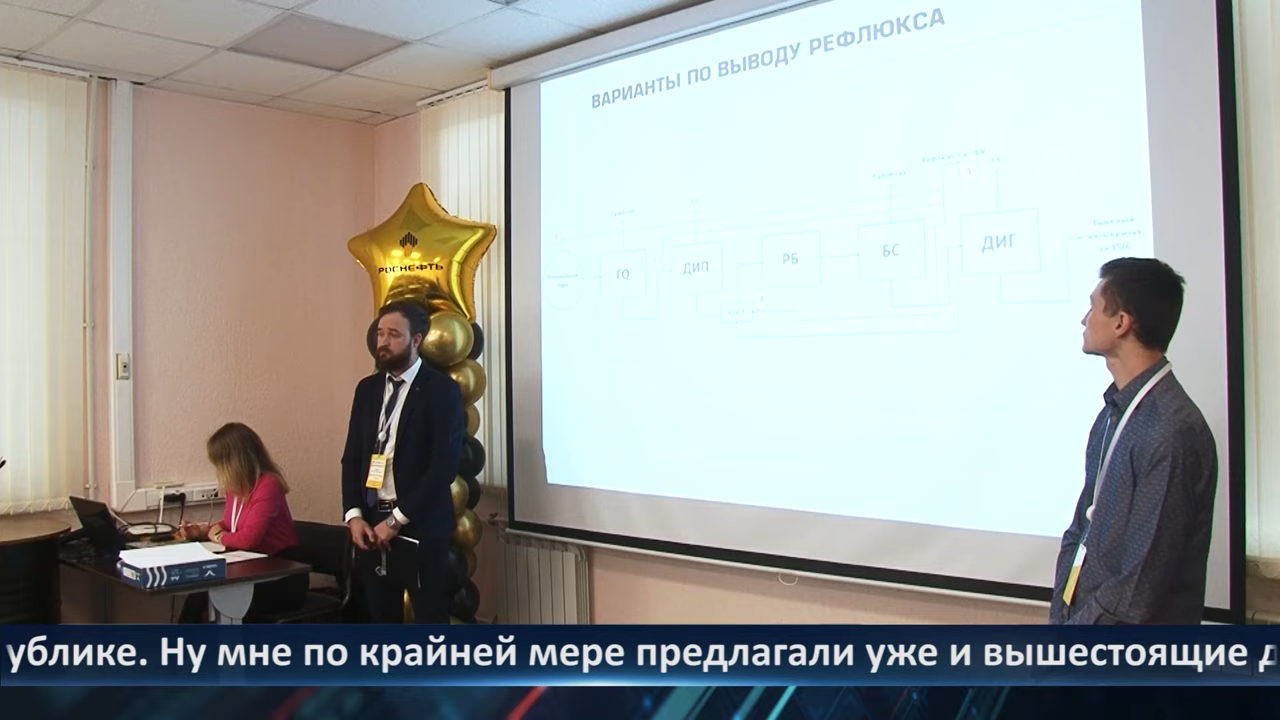 ВАРИАНТЫ ПО ВЫВОДУ РЕФЛЮКСА
ГО
ДИП
РБ
БС
ДИГ
РОСНЕФТЬ
ублике. Ну мне по крайней мере предлагали уже и вышестоящие д